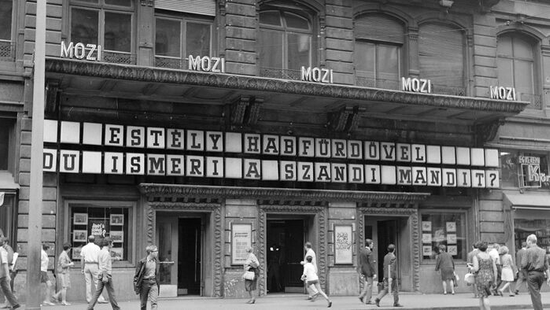 MOZI MOZI MOZI MOZI MOZI
ESTÉLY HABFÜRDŐVEL
DU ISMERI A SZANDI MANDIT?